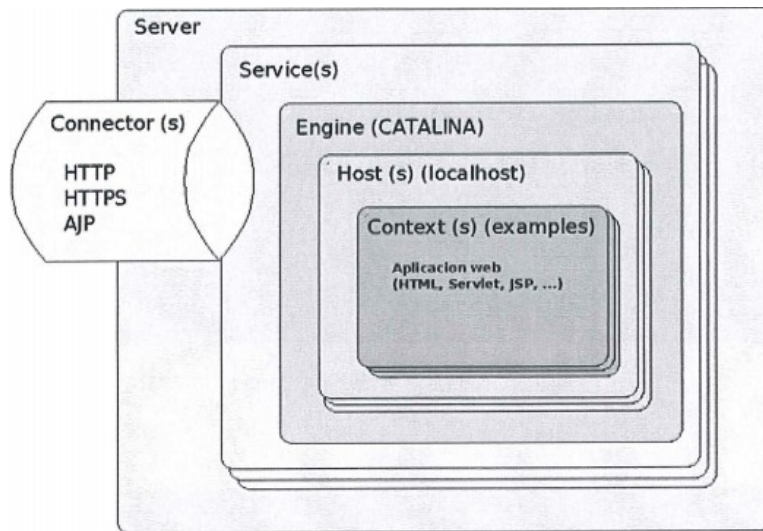 Server
Service(s)
Connector (s)
HTTP
HTTPS
AJP
Engine (CATALINA)
Host (s) (localhost)
Context (s) (examples)
Aplicacion web
(HTML, Servlet, JSP, ...)